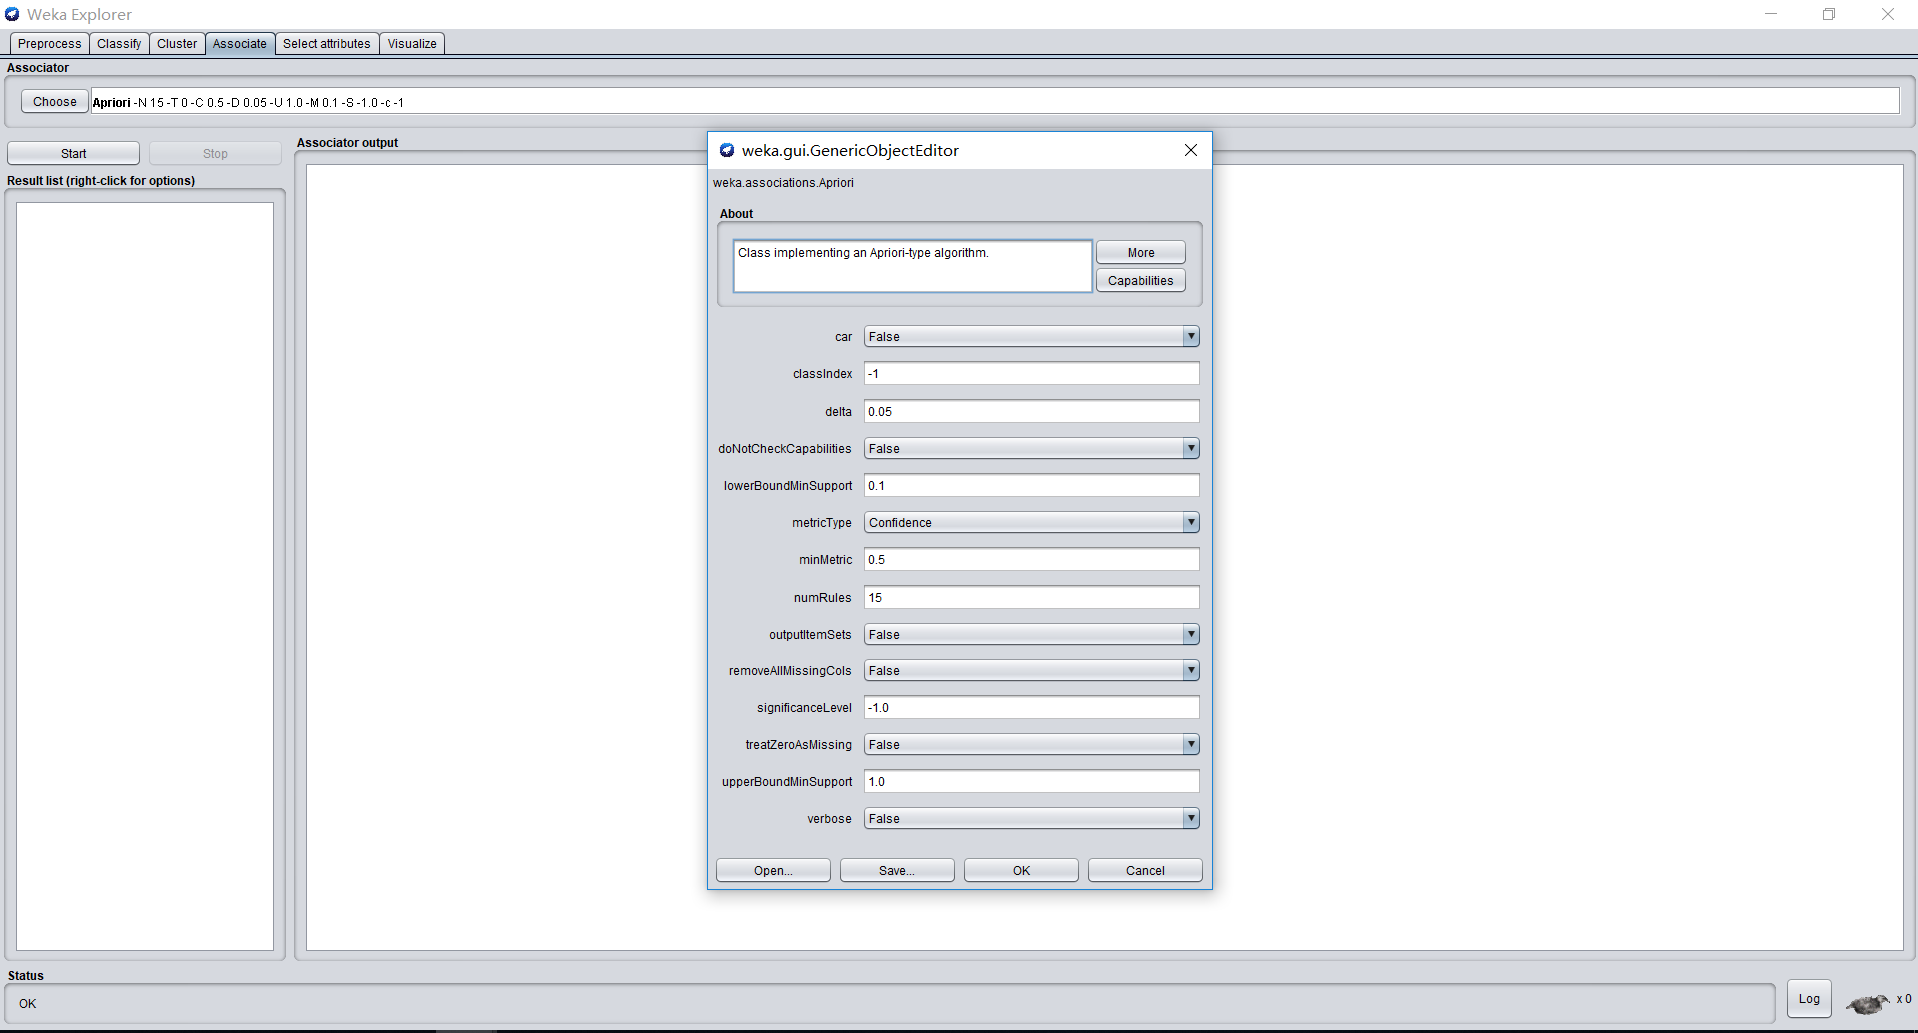 Weka Explorer
Preprocess Classify Cluster Associate Select attributes Visualize
Associator
Choose Apriori -N 15 -T 0 -C 0.5 -D 0.05 -U 1.0 -M 0.1 -S -1.0 -c -1
Start Stop
Result list (right-click for options)
Associator output
weka.gui.GenericObjectEditor
weka.associations.Apriori
About
Class implementing an Apriori-type algorithm.
More
Capabilities
car False
classIndex -1
delta 0.05
doNotCheckCapabilities False
lowerBoundMinSupport 0.1
metricType Confidence
minMetric 0.5
numRules 15
outputItemSets False
removeAllMissingCols False
significanceLevel -1.0
treatZeroAsMissing False
upperBoundMinSupport 1.0
verbose False
Open... Save... OK Cancel
Status
OK
Log x 0